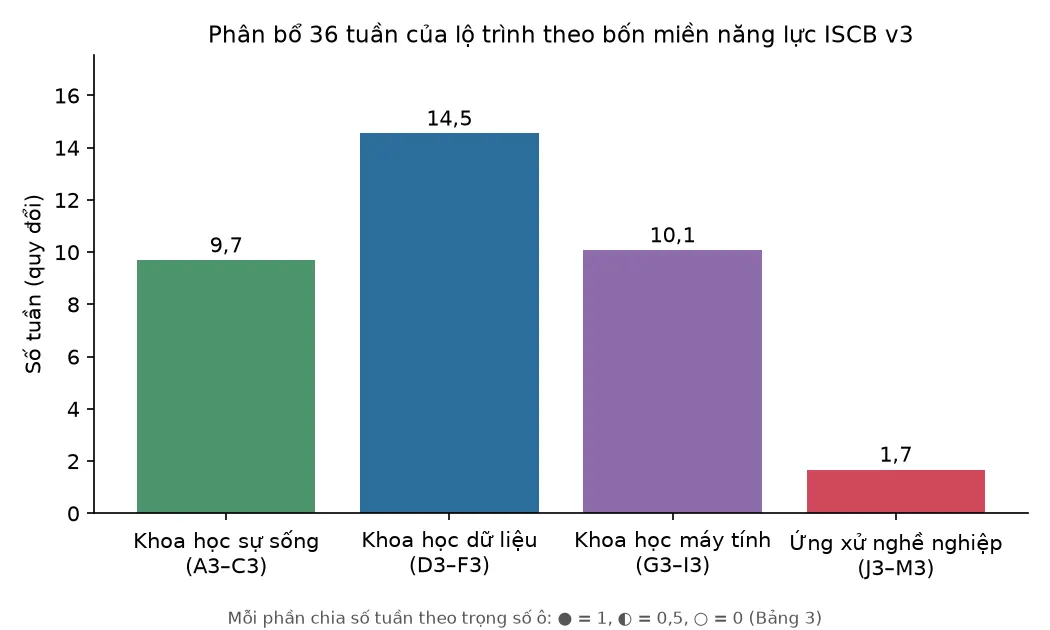 Phân bổ 36 tuần của lộ trình theo bốn miền năng lực ISCB v3
Số tuần (quy đổi)
16
14
12
10
8
6
4
2
0
9,7
14,5
10,1
1,7
Khoa học sự sống
(A3–C3)
Khoa học dữ liệu
(D3–F3)
Khoa học máy tính
(G3–I3)
Ứng xử nghề nghiệp
(J3–M3)
Mỗi phần chia số tuần theo trọng số ô: ● = 1, ◐ = 0,5, ○ = 0 (Bảng 3)